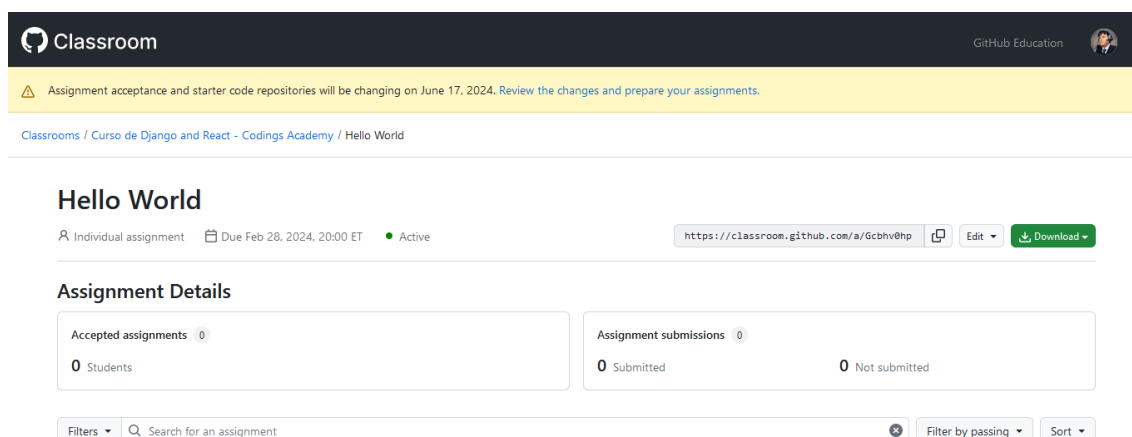 Classroom
GitHub Education
Assignment acceptance and starter code repositories will be changing on June 17, 2024. Review the changes and prepare your assignments.
Classrooms / Curso de Django and React - Codings Academy / Hello World
Hello World
Individual assignment Due Feb 28, 2024, 20:00 ET Active
https://classroom.github.com/a/Gcbhv0hp Edit Download
Assignment Details
Accepted assignments 0
0 Students
Assignment submissions 0
0 Submitted 0 Not submitted
Filters Search for an assignment Filter by passing Sort